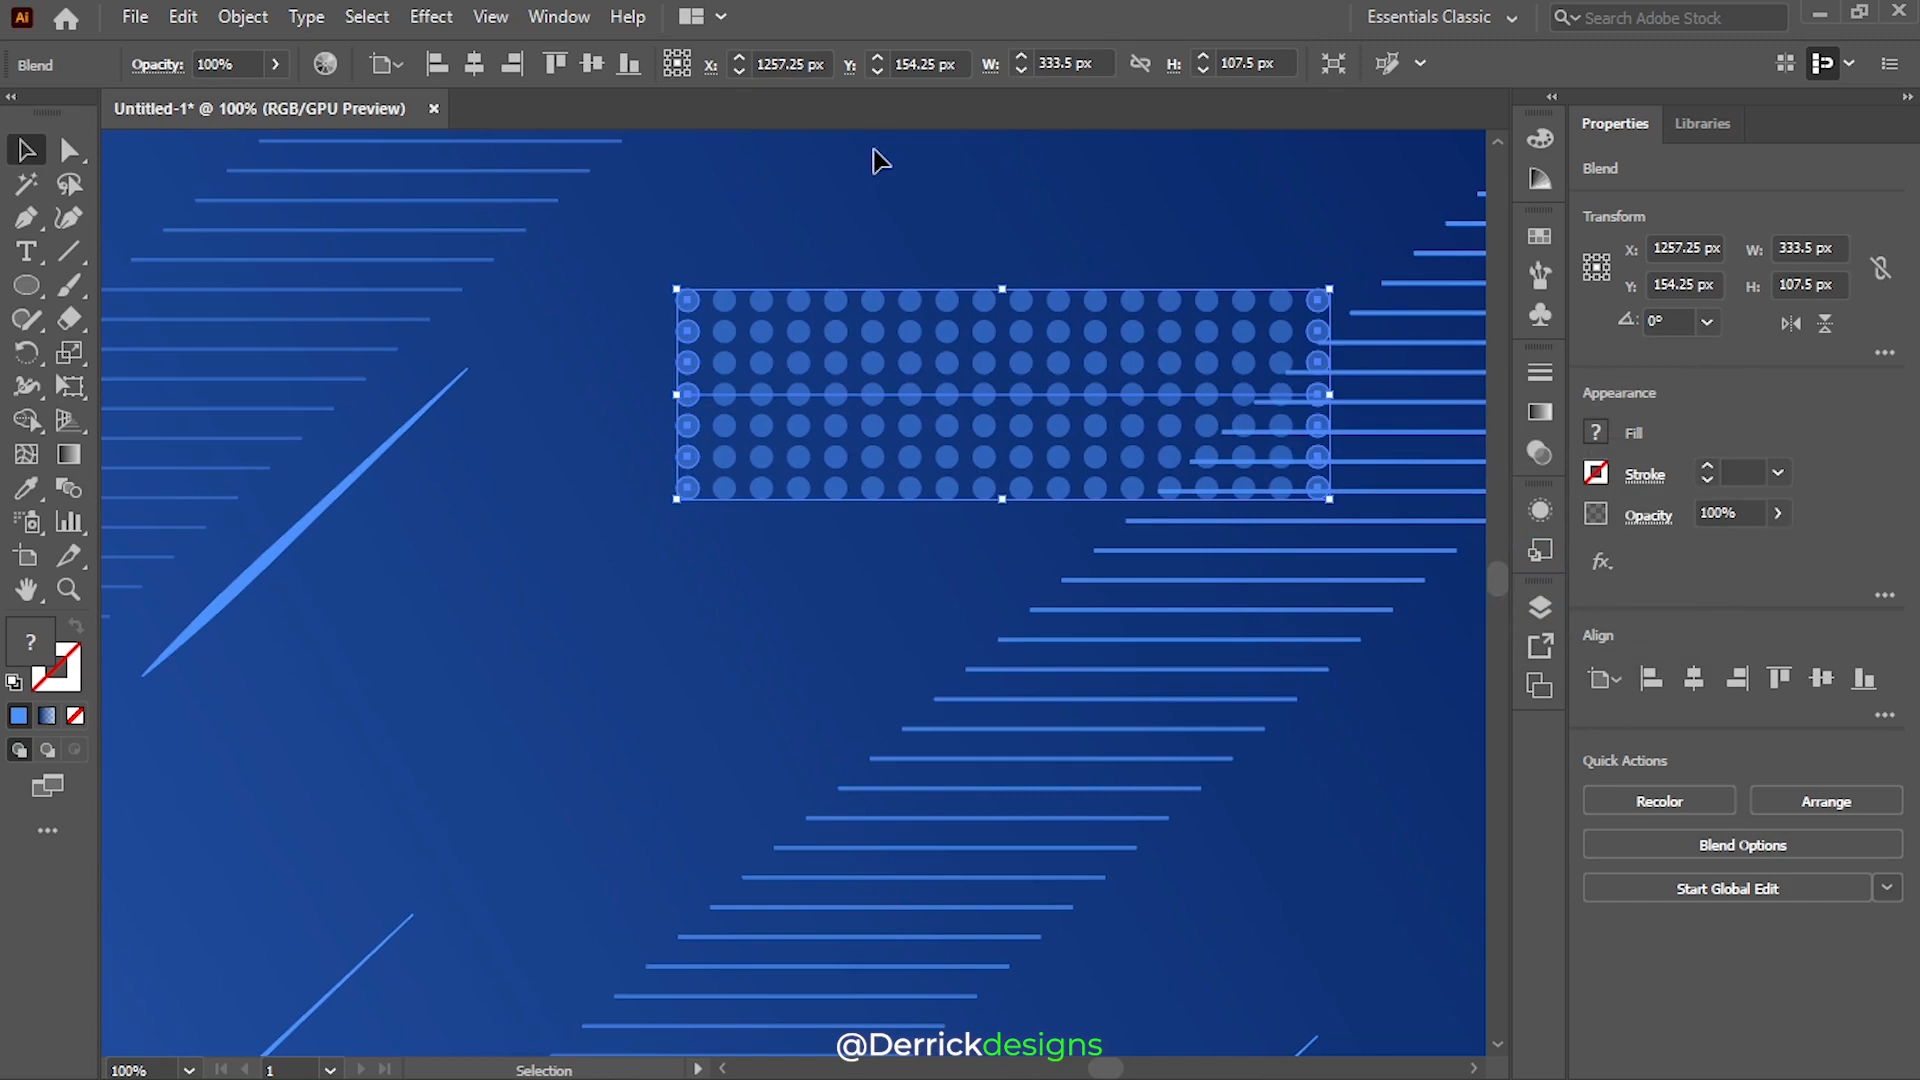 Ai File Edit Object Type Select Effect View Window Help Essentials Classic Search Adobe Stock
Blend Opacity: 100% X: 1257.25 px Y: 154.25 px W: 333.5 px H: 107.5 px
Untitled-1* @ 100% (RGB/GPU Preview)
Properties Libraries
Blend
Transform
X: 1257.25 px W: 333.5 px
Y: 154.25 px H: 107.5 px
0°
Appearance
? Fill
Stroke
Opacity 100%
fx
Align
?
Quick Actions
Recolor Arrange
Blend Options
Start Global Edit
@Derrickdesigns
100% 1 Selection